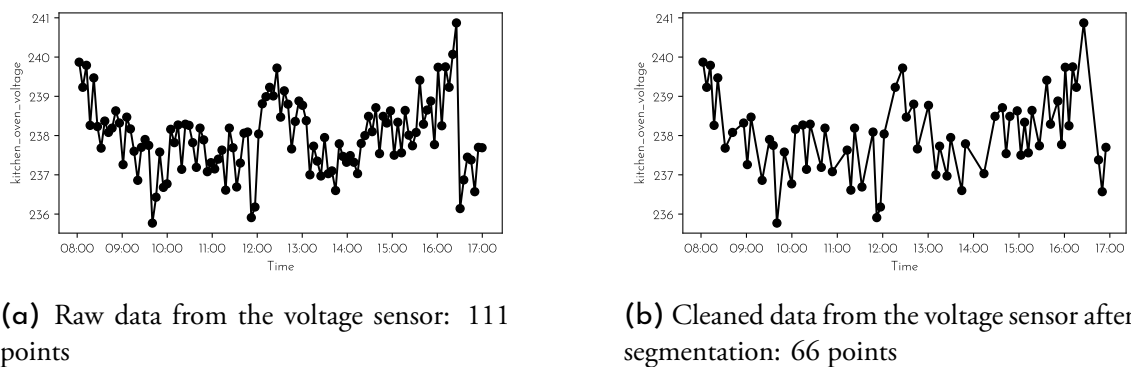 241
240
239
238
237
236
kitchen_oven_voltage
08:00 09:00 10:00 11:00 12:00 13:00 14:00 15:00 16:00 17:00
Time
(a) Raw data from the voltage sensor: 111
points
241
240
239
238
237
236
kitchen_oven_voltage
08:00 09:00 10:00 11:00 12:00 13:00 14:00 15:00 16:00 17:00
Time
(b) Cleaned data from the voltage sensor after
segmentation: 66 points